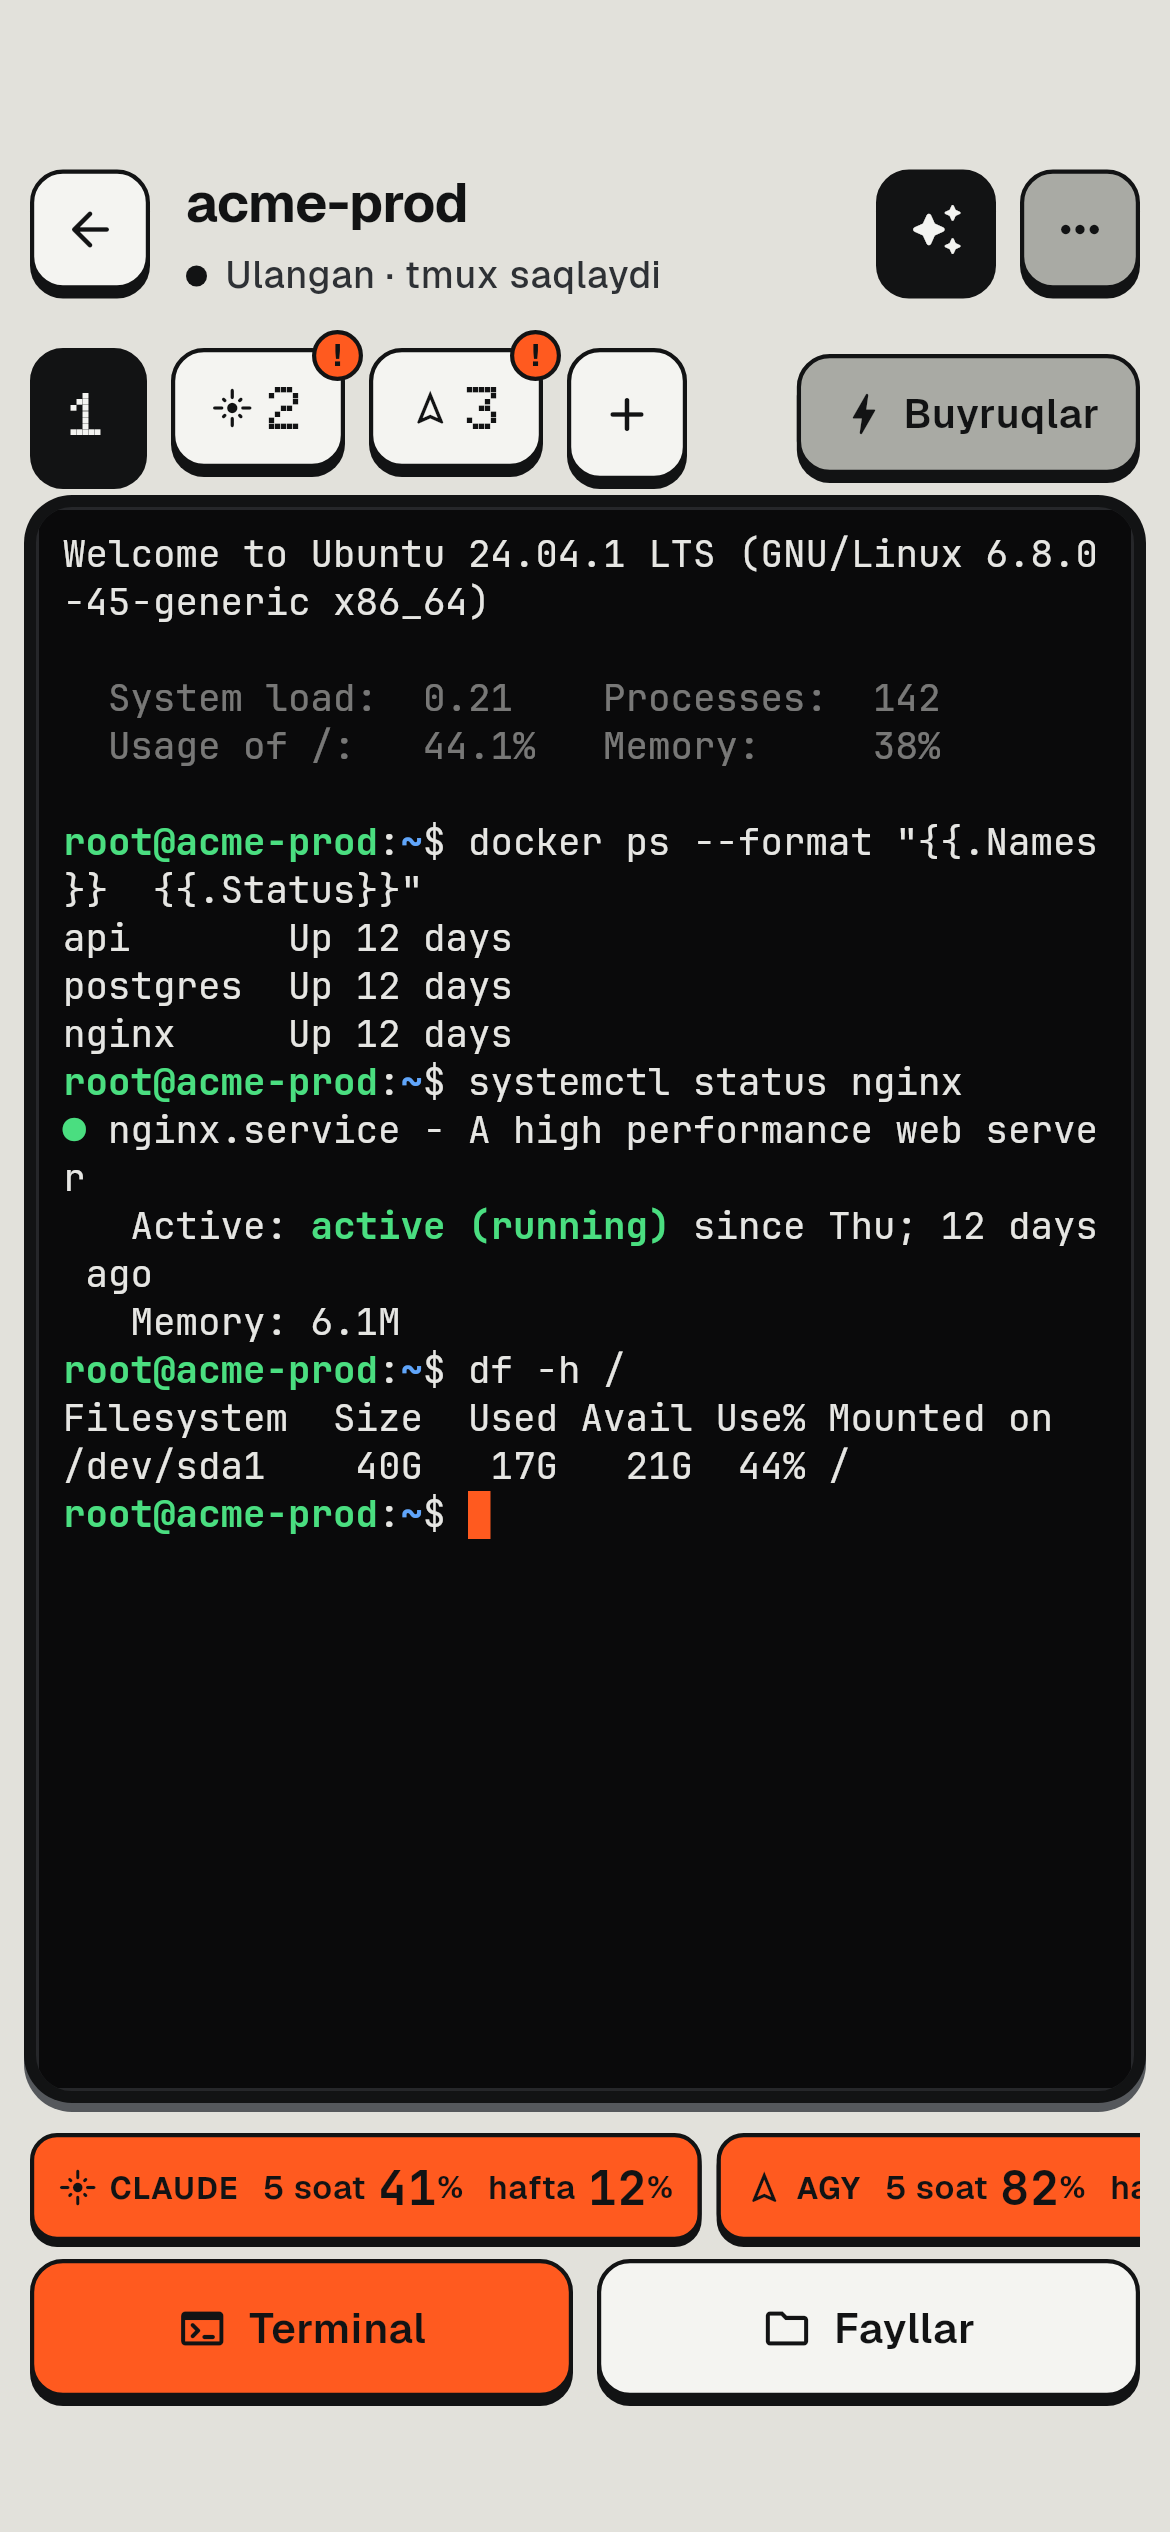 acme-prod
Ulangan · tmux saqlaydi
1
2
!
3
!
+
Buyruqlar
Welcome to Ubuntu 24.04.1 LTS (GNU/Linux 6.8.0
-45-generic x86_64)
System load:  0.21    Processes:  142
Usage of /:   44.1%   Memory:     38%
root@acme-prod:~$ docker ps --format "{{.Names
}}  {{.Status}}"
api       Up 12 days
postgres  Up 12 days
nginx     Up 12 days
root@acme-prod:~$ systemctl status nginx
● nginx.service - A high performance web serve
r
   Active: active (running) since Thu; 12 days
 ago
   Memory: 6.1M
root@acme-prod:~$ df -h /
Filesystem  Size  Used Avail Use% Mounted on
/dev/sda1    40G   17G   21G  44% /
root@acme-prod:~$
CLAUDE 5 soat 41% hafta 12%
AGY 5 soat 82%
Terminal
Fayllar